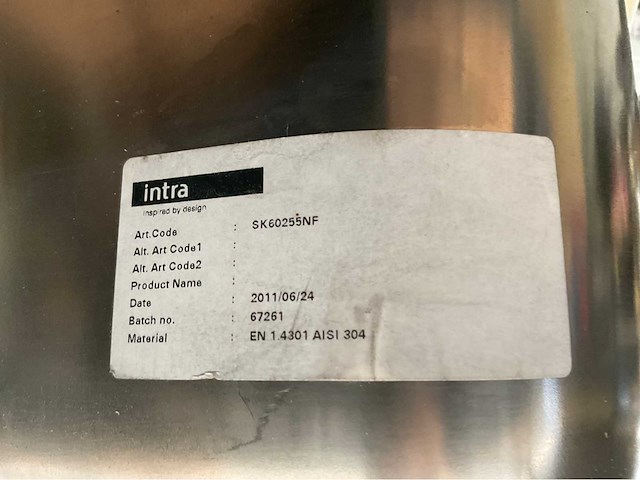 intra
inspired by design
Art.Code : SK60255NF
Alt. Art Code1 :
Alt. Art Code2 :
Product Name :
Date : 2011/06/24
Batch no. : 67261
Material : EN 1 4301 AISI 304